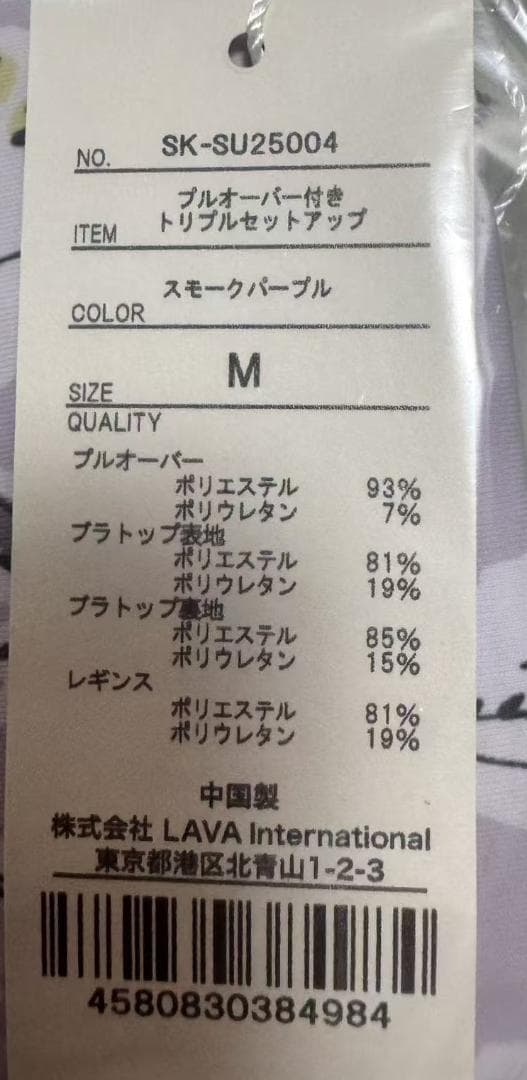 NO. SK-SU25004
プルオーバー付き
ITEM トリプルセットアップ
スモークパープル
COLOR
M
SIZE
QUALITY
プルオーバー
ポリエステル 93%
ポリウレタン 7%
ブラトップ表地
ポリエステル 81%
ポリウレタン 19%
ブラトップ裏地
ポリエステル 85%
ポリウレタン 15%
レギンス
ポリエステル 81%
ポリウレタン 19%
中国製
株式会社 LAVA International
東京都港区北青山1-2-3
4580830384984